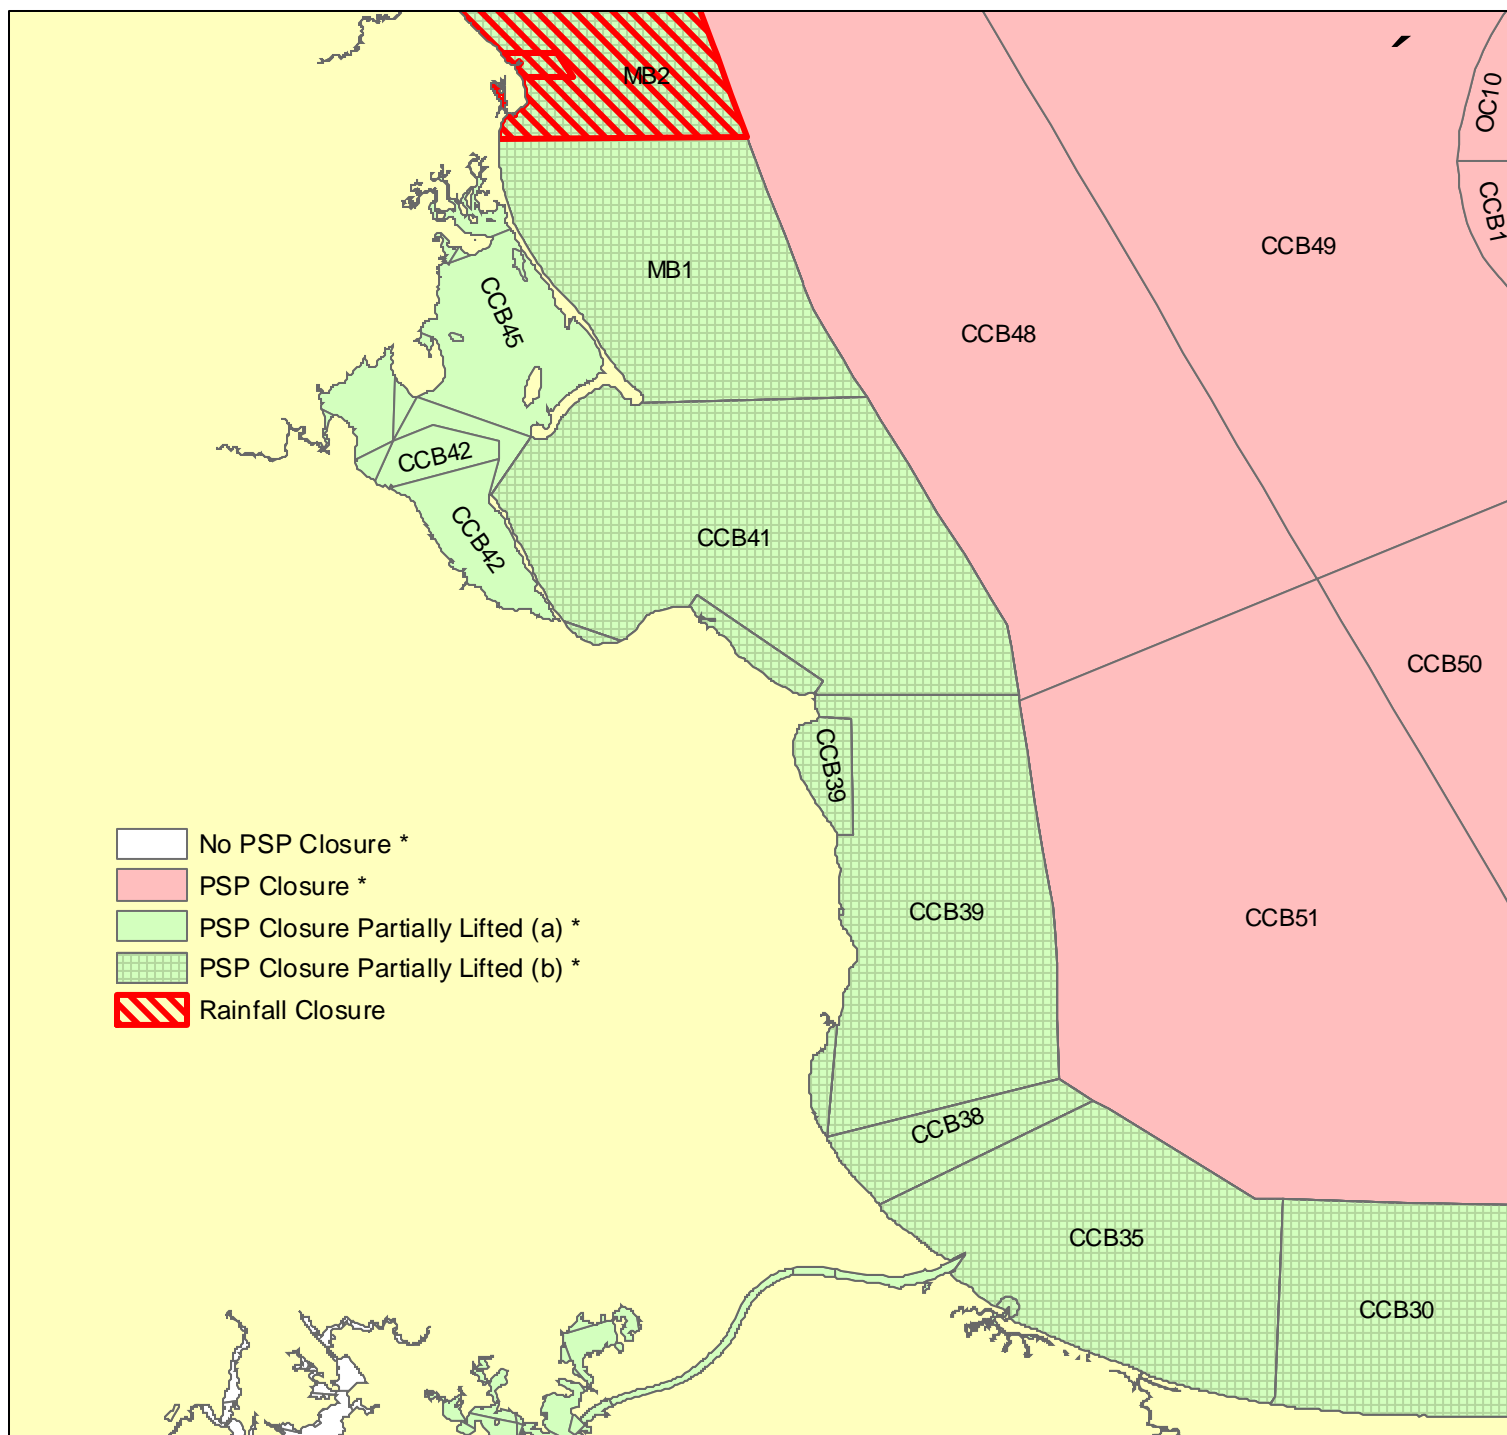 MB2
OC10
CCB1
CCB49
MB1
CCB45
CCB48
CCB42
CCB42
CCB41
CCB50
CCB39
No PSP Closure *
PSP Closure *
PSP Closure Partially Lifted (a) *
PSP Closure Partially Lifted (b) *
Rainfall Closure
CCB39
CCB51
CCB38
CCB35
CCB30